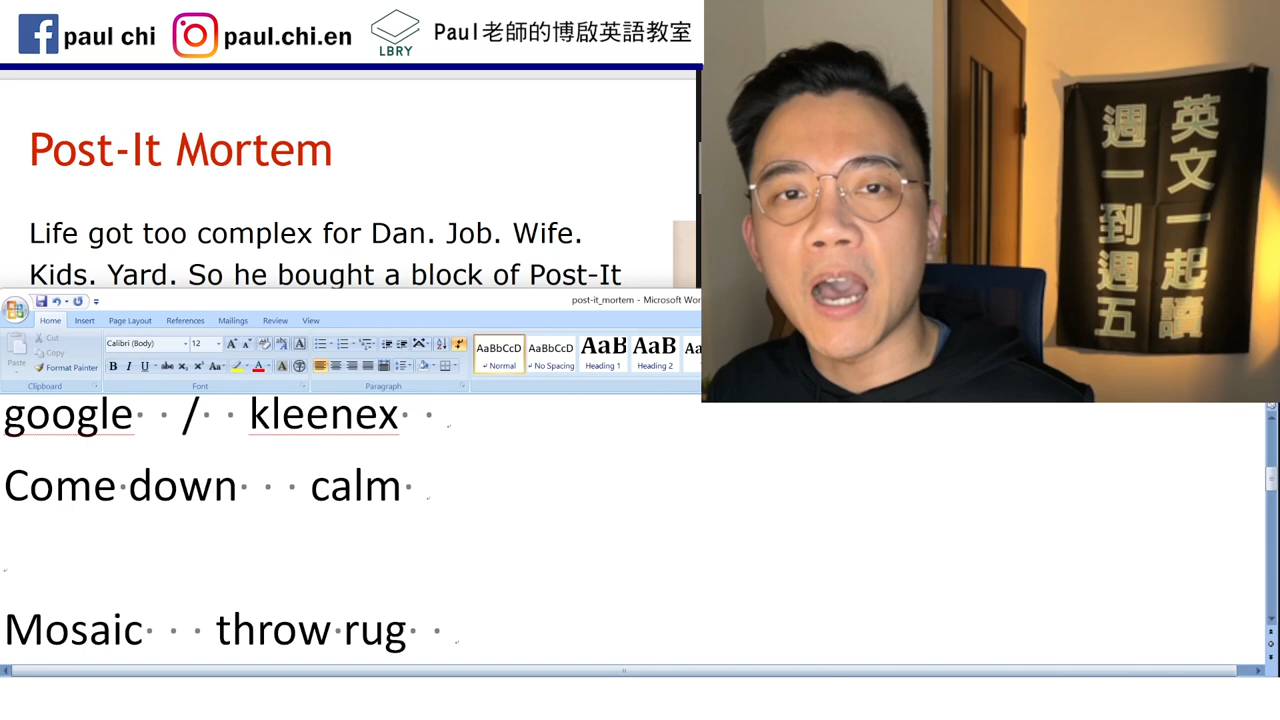 paul chi
paul.chi.en
LBRY
Paul老師的博啟英語教室
Post-It Mortem
Life got too complex for Dan. Job. Wife.
Kids. Yard. So he bought a block of Post-It
post-it_mortem - Microsoft Wor
Home Insert Page Layout References Mailings Review View
Cut
Copy
Paste
Format Painter
Calibri (Body) 12
AaBbCcD AaBbCcD AaBb AaB Aa
Normal No Spacing Heading 1 Heading 2
Clipboard Font Paragraph
google / kleenex
Come down calm
Mosaic throw rug
英文一起讀
週一到週五